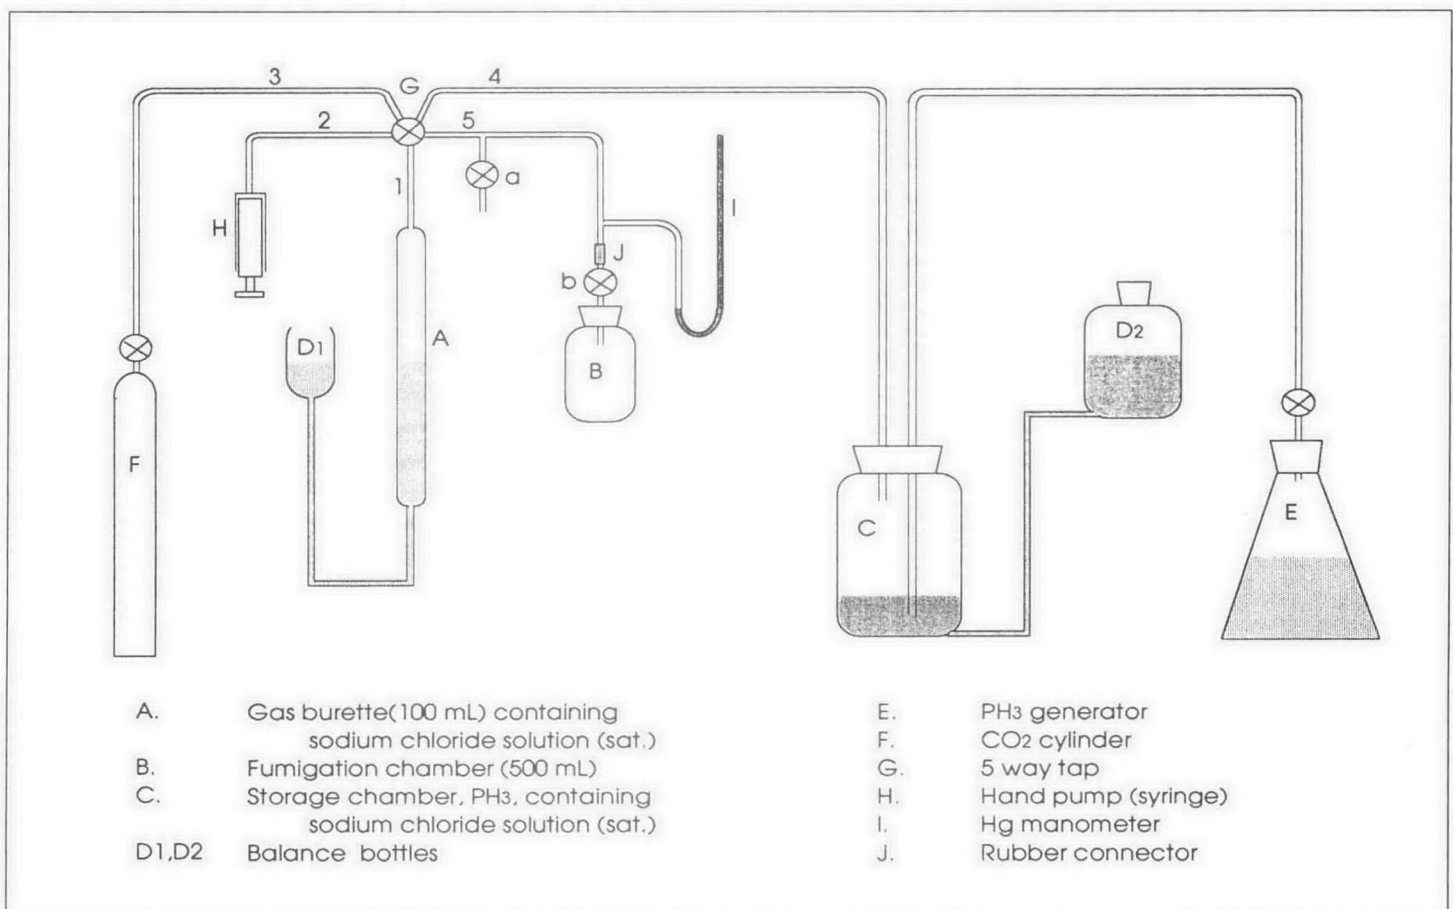 3
G
4
2
5
1
a
H
I
J
b
D2
D1
A
B
F
C
E
A. Gas burette(100 mL) containing
sodium chloride solution (sat.)
B. Fumigation chamber (500 mL)
C. Storage chamber, PH3, containing
sodium chloride solution (sat.)
D1,D2 Balance bottles
E. PH3 generator
F. CO2 cylinder
G. 5 way tap
H. Hand pump (syringe)
I. Hg manometer
J. Rubber connector